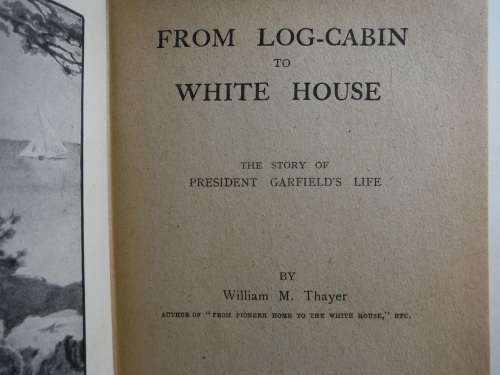 FROM LOG-CABIN
TO
WHITE HOUSE
THE STORY OF
PRESIDENT GARFIELD'S LIFE
BY
William M. Thayer
AUTHOR OF "FROM PIONEER HOME TO THE WHITE HOUSE," ETC.